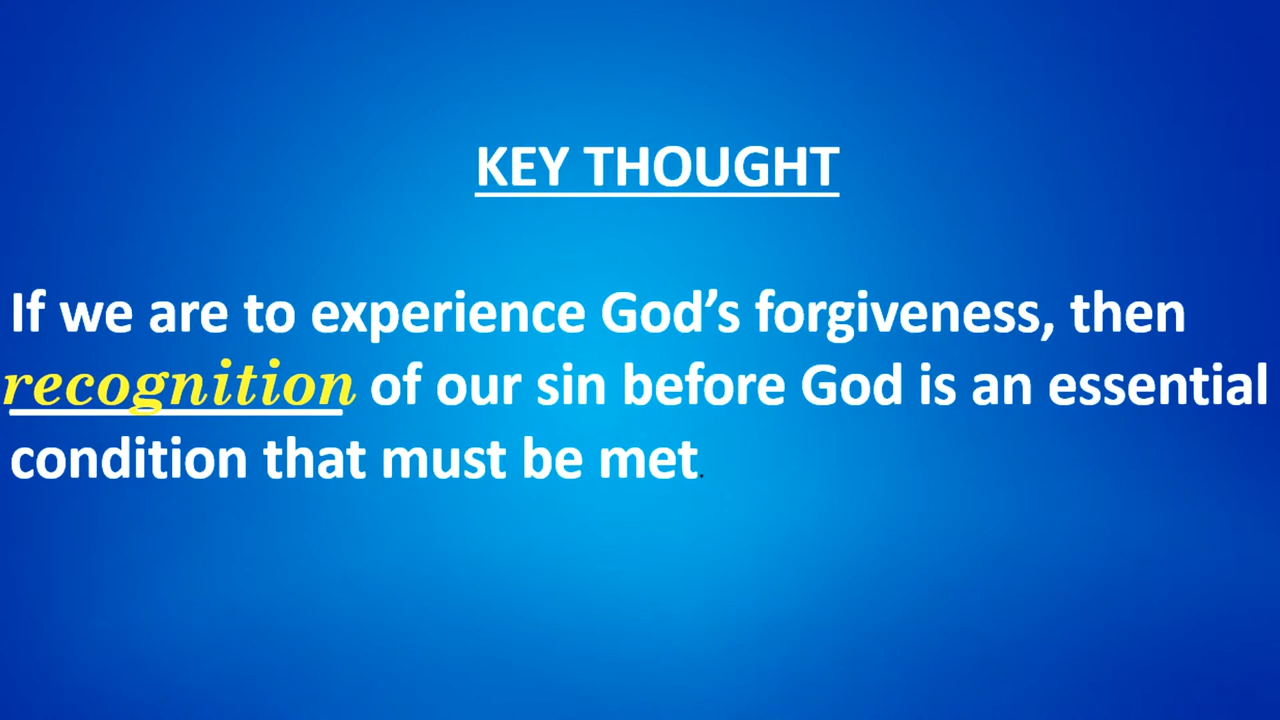 KEY THOUGHT
If we are to experience God’s forgiveness, then
recognition of our sin before God is an essential
condition that must be met.